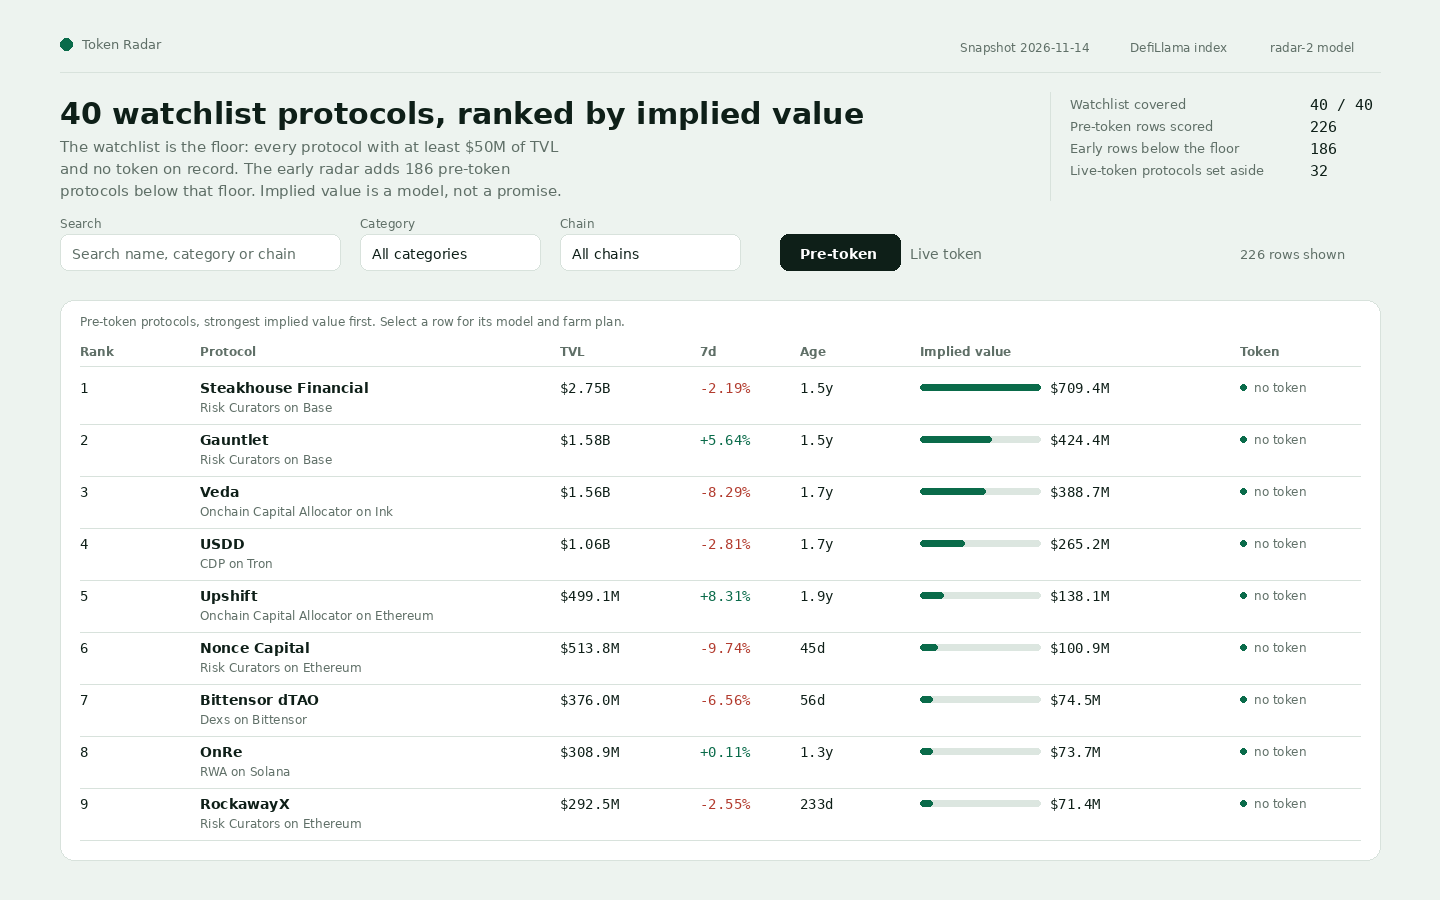 Token Radar
Snapshot 2026-11-14 DefiLlama index radar-2 model
40 watchlist protocols, ranked by implied value
The watchlist is the floor: every protocol with at least $50M of TVL
and no token on record. The early radar adds 186 pre-token
protocols below that floor. Implied value is a model, not a promise.
Watchlist covered 40 / 40
Pre-token rows scored 226
Early rows below the floor 186
Live-token protocols set aside 32
Search Category Chain
Search name, category or chain All categories All chains Pre-token Live token 226 rows shown
Pre-token protocols, strongest implied value first. Select a row for its model and farm plan.
Rank Protocol TVL 7d Age Implied value Token
1 Steakhouse Financial $2.75B -2.19% 1.5y $709.4M no token
Risk Curators on Base
2 Gauntlet $1.58B +5.64% 1.5y $424.4M no token
Risk Curators on Base
3 Veda $1.56B -8.29% 1.7y $388.7M no token
Onchain Capital Allocator on Ink
4 USDD $1.06B -2.81% 1.7y $265.2M no token
CDP on Tron
5 Upshift $499.1M +8.31% 1.9y $138.1M no token
Onchain Capital Allocator on Ethereum
6 Nonce Capital $513.8M -9.74% 45d $100.9M no token
Risk Curators on Ethereum
7 Bittensor dTAO $376.0M -6.56% 56d $74.5M no token
Dexs on Bittensor
8 OnRe $308.9M +0.11% 1.3y $73.7M no token
RWA on Solana
9 RockawayX $292.5M -2.55% 233d $71.4M no token
Risk Curators on Ethereum